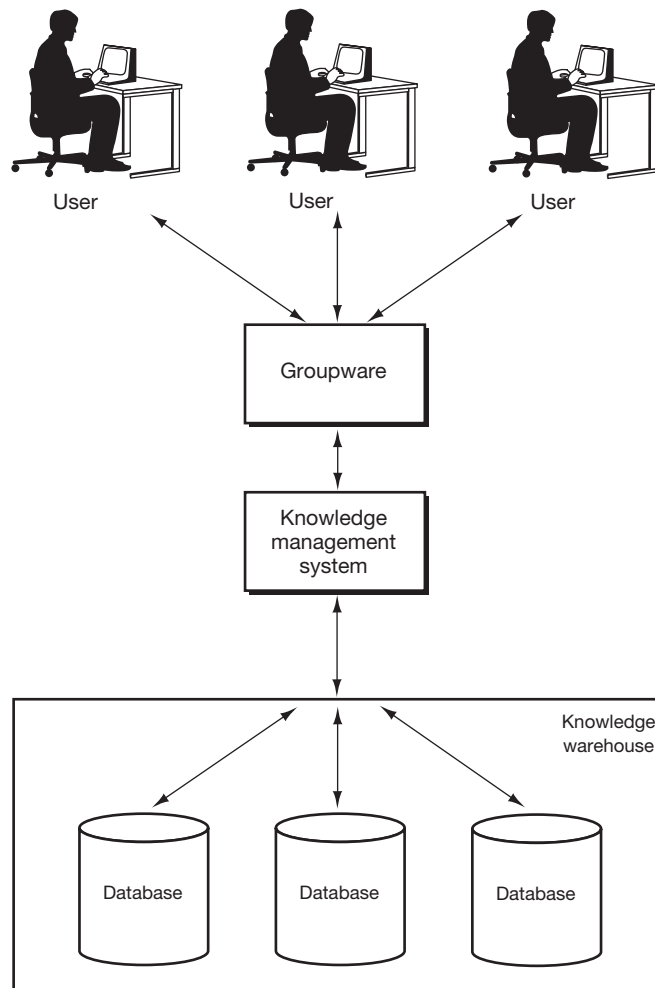 User
User
User
Groupware
Knowledge
management
system
Knowledge
warehouse
Database
Database
Database